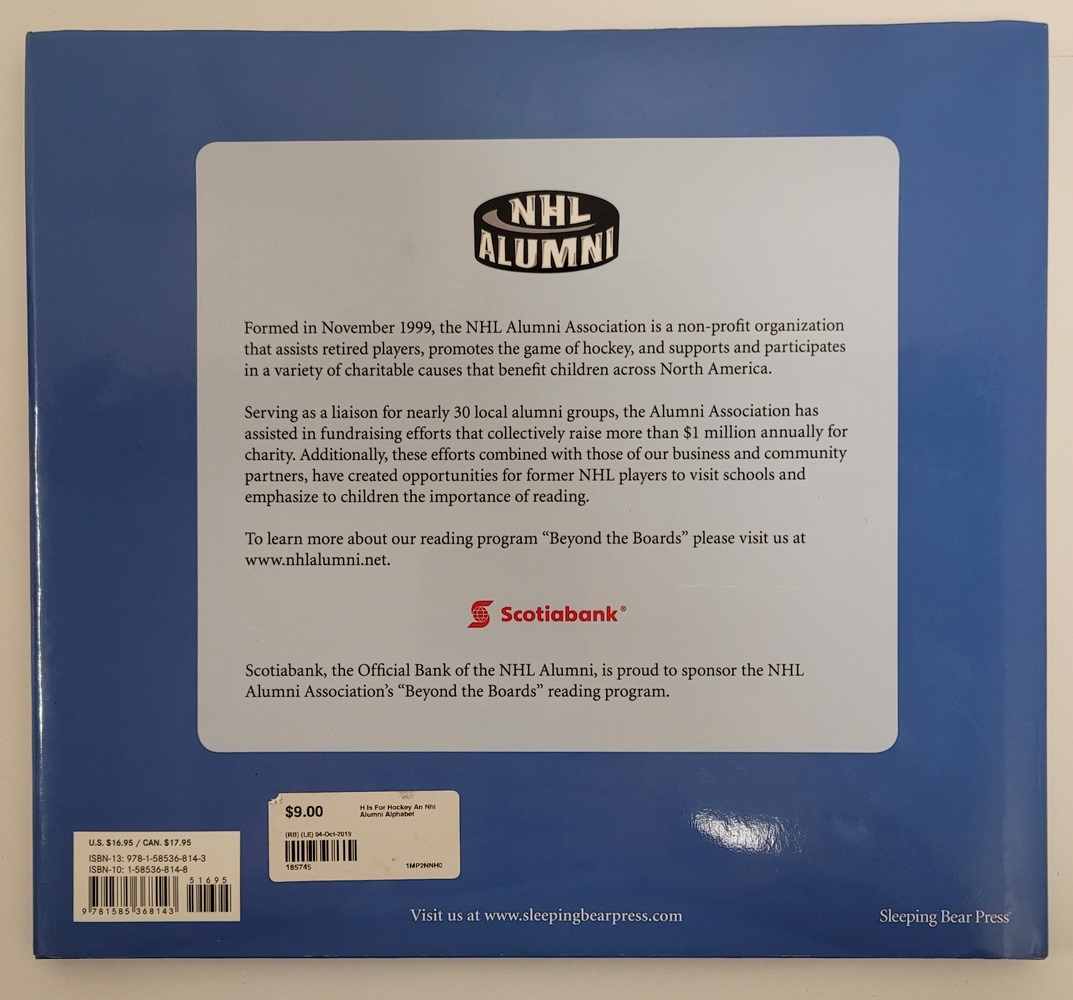 NHL
ALUMNI
Formed in November 1999, the NHL Alumni Association is a non-profit organization
that assists retired players, promotes the game of hockey, and supports and participates
in a variety of charitable causes that benefit children across North America.
Serving as a liaison for nearly 30 local alumni groups, the Alumni Association has
assisted in fundraising efforts that collectively raise more than $1 million annually for
charity. Additionally, these efforts combined with those of our business and community
partners, have created opportunities for former NHL players to visit schools and
emphasize to children the importance of reading.
To learn more about our reading program “Beyond the Boards” please visit us at
www.nhlalumni.net.
Scotiabank®
Scotiabank, the Official Bank of the NHL Alumni, is proud to sponsor the NHL
Alumni Association’s “Beyond the Boards” reading program.
$9.00
H Is For Hockey An Nhl
Alumni Alphabet
(RB) (LE) 04-Oct-2019
185745
1MP2NNHC
U.S. $16.95 / CAN. $17.95
ISBN-13: 978-1-58536-814-3
ISBN-10: 1-58536-814-8
51695
9 781585 368143
Visit us at www.sleepingbearpress.com
Sleeping Bear Press™